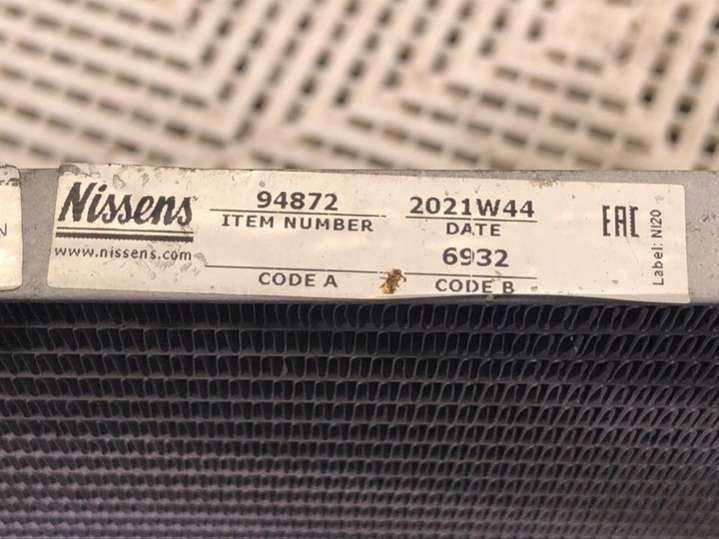 Nissens
www.nissens.com
94872
ITEM NUMBER
CODE A
2021W44
DATE
6932
CODE B
EAC
Label: NI20
N